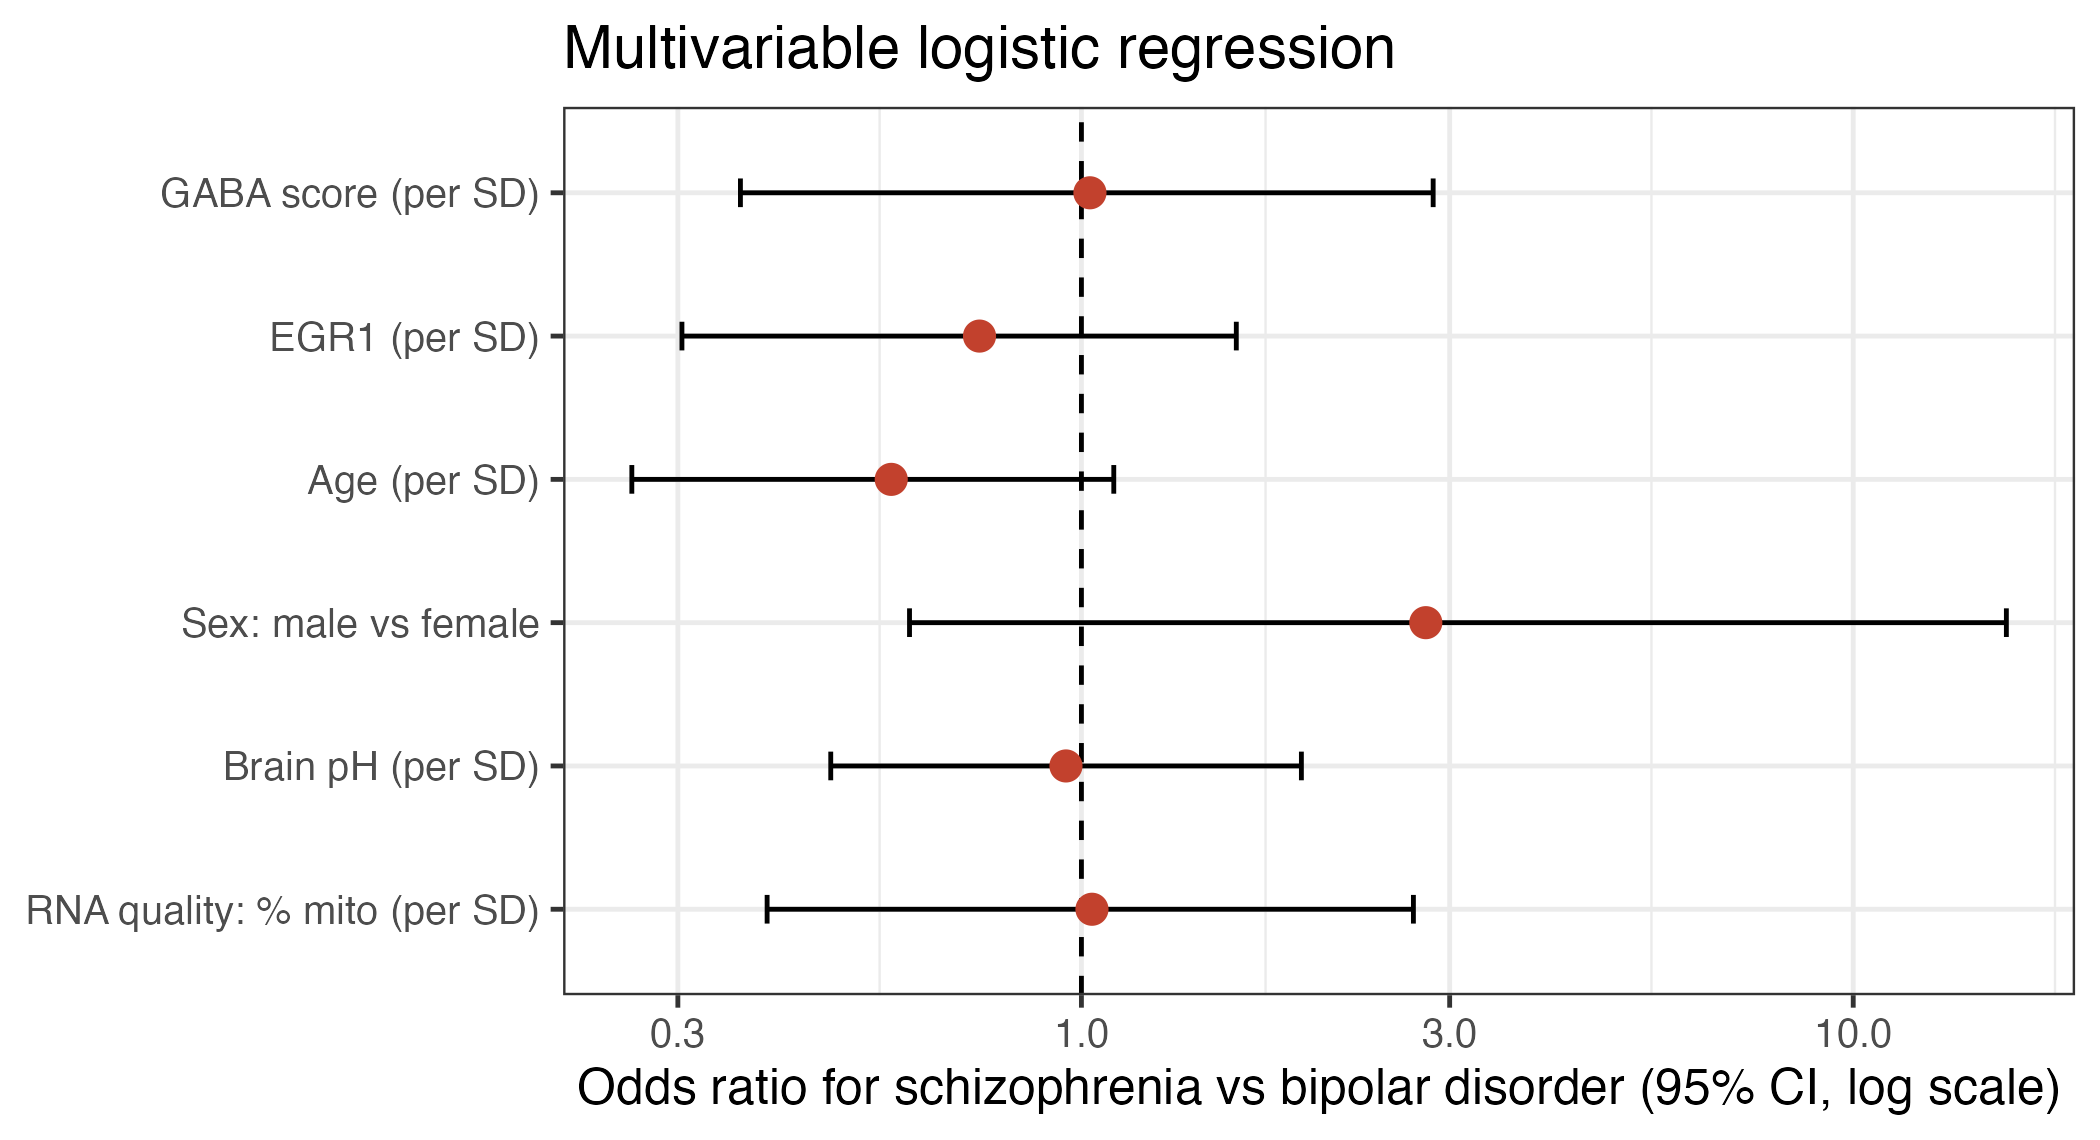 Multivariable logistic regression
GABA score (per SD)
EGR1 (per SD)
Age (per SD)
Sex: male vs female
Brain pH (per SD)
RNA quality: % mito (per SD)
0.3 1.0 3.0 10.0
Odds ratio for schizophrenia vs bipolar disorder (95% CI, log scale)